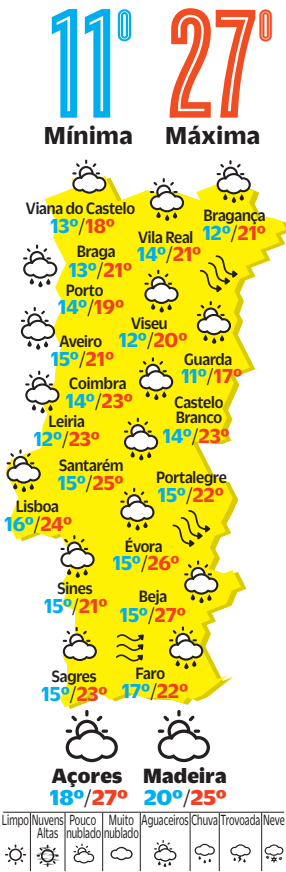 11º 27º
Mínima Máxima
Viana do Castelo
13º/18º
Bragança
12º/21º
Vila Real
14º/21º
Braga
13º/21º
Porto
14º/19º
Viseu
12º/20º
Aveiro
15º/21º
Guarda
11º/17º
Coimbra
14º/23º
Castelo
Branco
14º/23º
Leiria
12º/23º
Santarém
15º/25º
Portalegre
15º/22º
Lisboa
16º/24º
Évora
15º/26º
Sines
15º/21º
Beja
15º/27º
Sagres
15º/23º
Faro
17º/22º
Açores Madeira
18º/27º 20º/25º
Limpo Nuvens Pouco Muito Aguaceiros Chuva Trovoada Neve
Altas nublado nublado